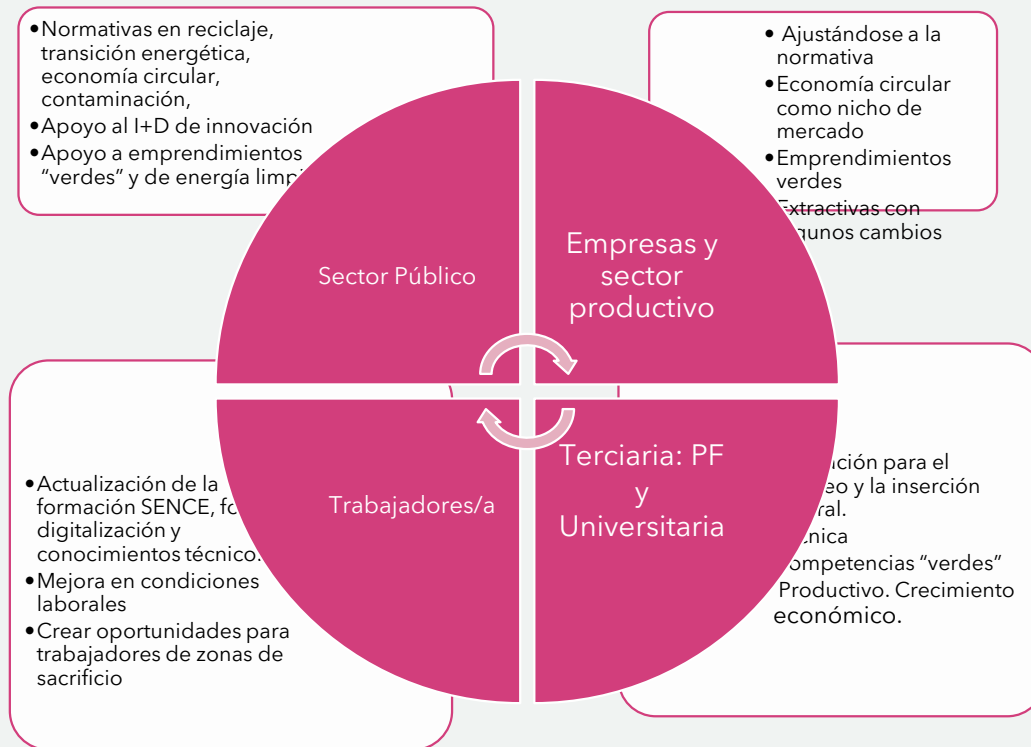 •Normativas en reciclaje,
transición energética,
economía circular,
contaminación,
•Apoyo al I+D de innovación
•Apoyo a emprendimientos
“verdes” y de energía
• Ajustándose a la
normativa
•Economía circular
como nicho de
mercado
•Emprendimientos
verdes
Extractivas con
cambios
Sector Público
Empresas y
sector
productivo
Trabajadores/a
Terciaria: PF
y
Universitaria
•Actualización de la
formación SENCE,
digitalización y
conocimientos
•Mejora en condiciones
laborales
•Crear oportunidades para
trabajadores de zonas de
sacrificio
para el
y la inserción
“verdes”
Productivo. Crecimiento
económico.